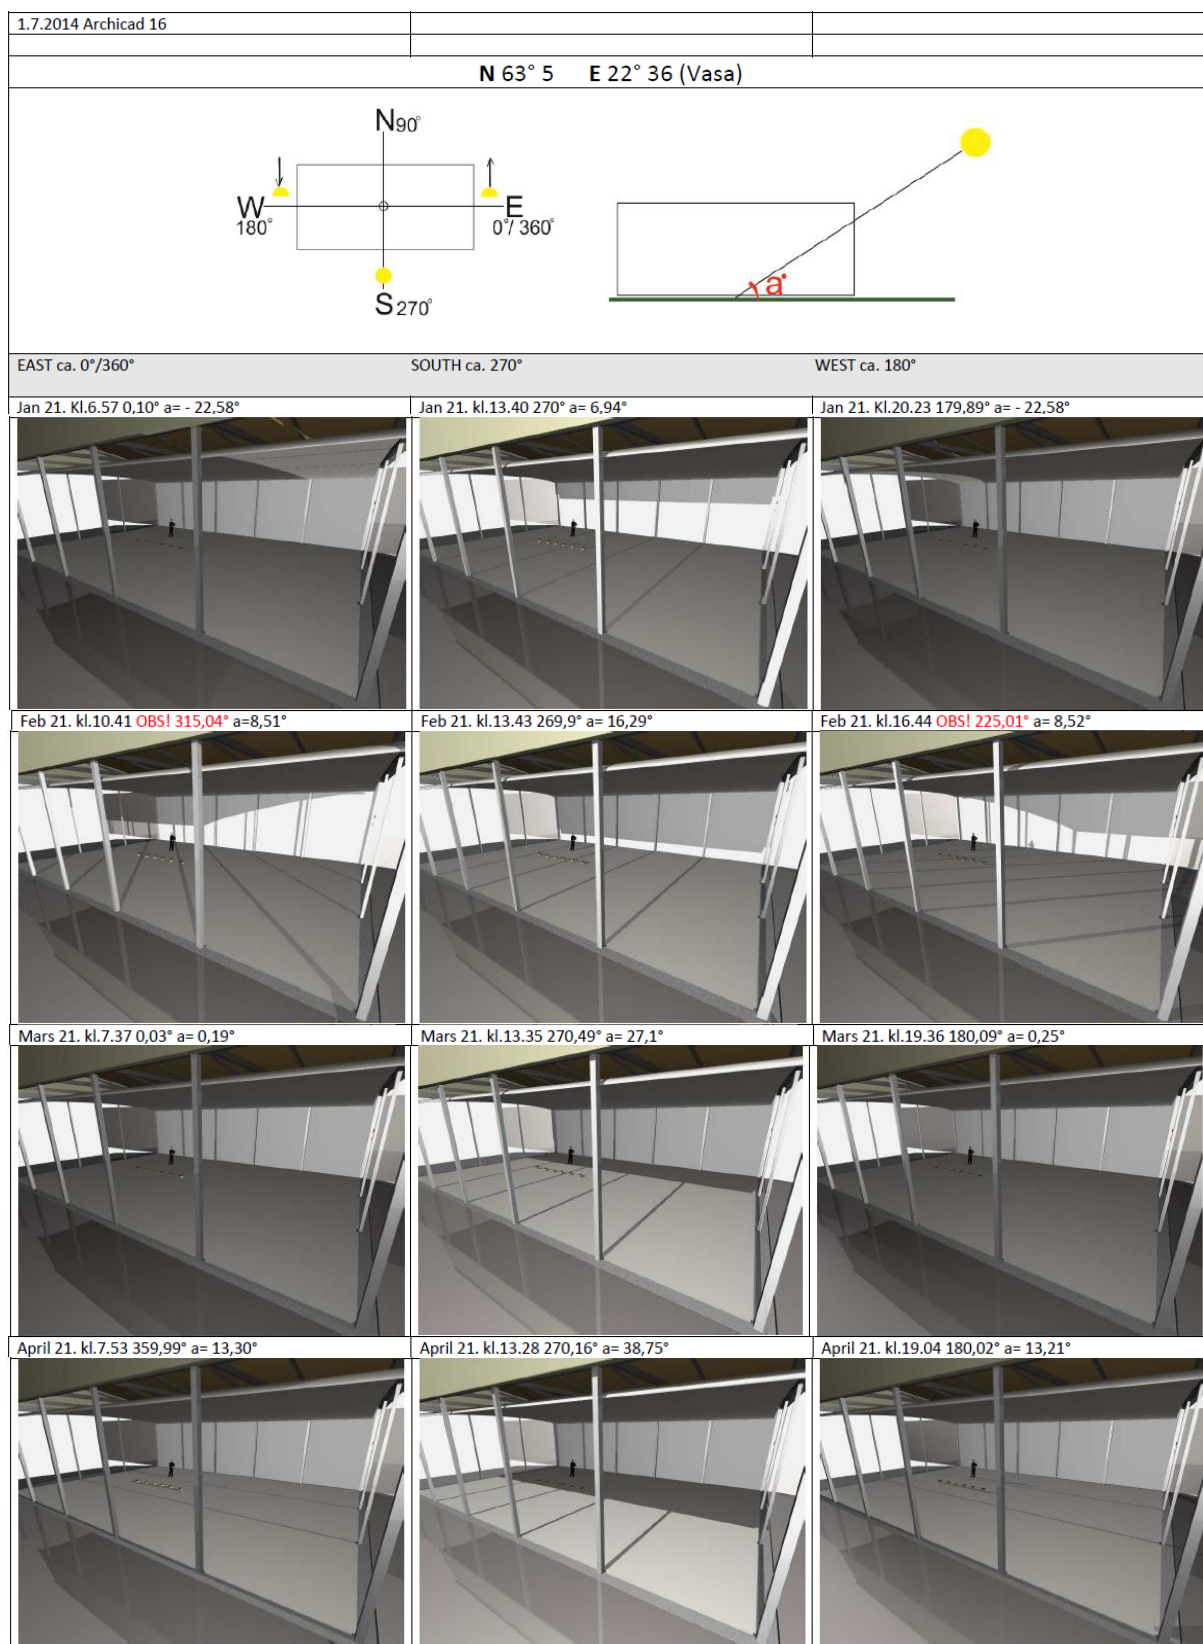 1.7.2014 Archicad 16
N 63° 5 E 22° 36 (Vasa)
N90°
W
180°
E
0°/ 360°
S 270°
a°
EAST ca. 0°/360°
SOUTH ca. 270°
WEST ca. 180°
Jan 21. Kl.6.57 0,10° a= - 22,58°
Jan 21. kl.13.40 270° a= 6,94°
Jan 21. Kl.20.23 179,89° a= - 22,58°
Feb 21. kl.10.41 OBS! 315,04° a=8,51°
Feb 21. kl.13.43 269,9° a= 16,29°
Feb 21. kl.16.44 OBS! 225,01° a= 8,52°
Mars 21. kl.7.37 0,03° a= 0,19°
Mars 21. kl.13.35 270,49° a= 27,1°
Mars 21. kl.19.36 180,09° a= 0,25°
April 21. kl.7.53 359,99° a= 13,30°
April 21. kl.13.28 270,16° a= 38,75°
April 21. kl.19.04 180,02° a= 13,21°